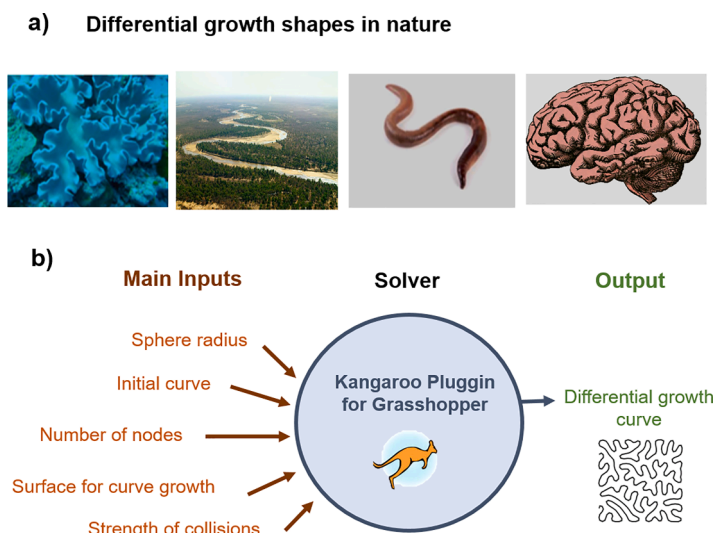 a) Differential growth shapes in nature
b)
Main Inputs Solver Output
Sphere radius
Initial curve
Number of nodes
Surface for curve growth
Strength of collisions
Kangaroo Pluggin
for Grasshopper
Differential growth
curve